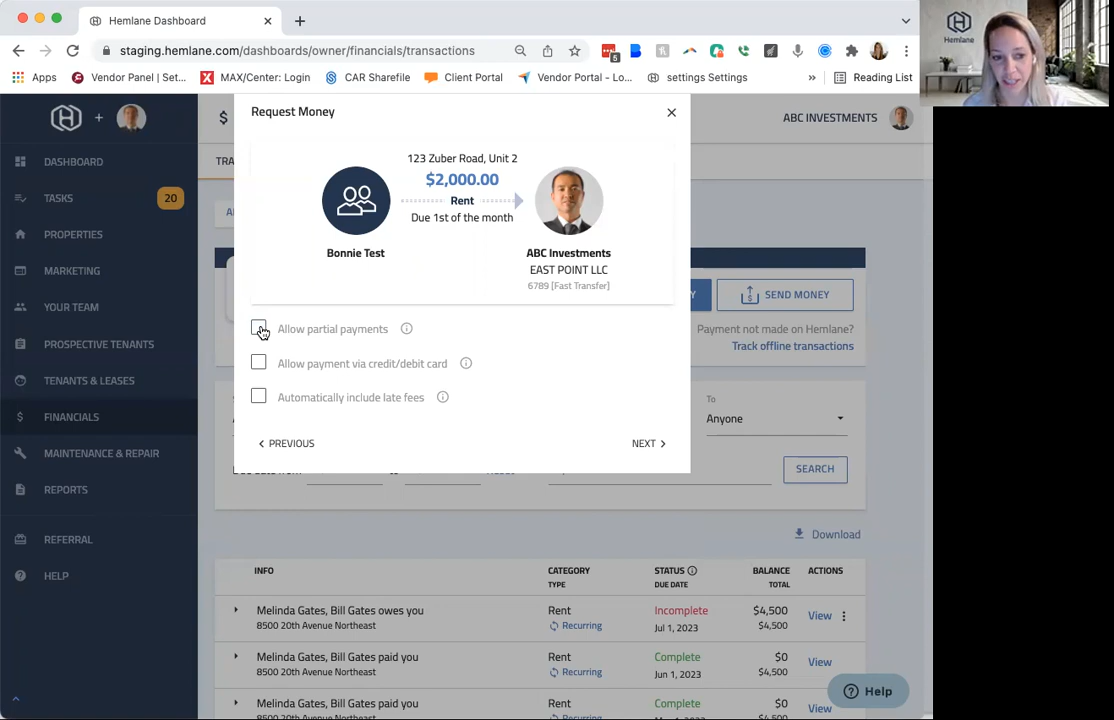 Hemlane Dashboard
staging.hemlane.com/dashboards/owner/financials/transactions
5
Apps
Vendor Panel | Set...
MAX/Center: Login
CAR Sharefile
Client Portal
Vendor Portal - Lo...
settings Settings
»
Reading List
Hemlane
+
ABC INVESTMENTS
DASHBOARD
TASKS
20
PROPERTIES
MARKETING
YOUR TEAM
PROSPECTIVE TENANTS
TENANTS & LEASES
FINANCIALS
MAINTENANCE & REPAIR
REPORTS
REFERRAL
HELP
$
TRA
Request Money
123 Zuber Road, Unit 2
$2,000.00
Rent
Due 1st of the month
Bonnie Test
ABC Investments
EAST POINT LLC
6789 [Fast Transfer]
Allow partial payments
Allow payment via credit/debit card
Automatically include late fees
PREVIOUS
NEXT
Y
SEND MONEY
Payment not made on Hemlane?
Track offline transactions
To
Anyone
SEARCH
Download
INFO
CATEGORY
TYPE
STATUS
DUE DATE
BALANCE
TOTAL
ACTIONS
Melinda Gates, Bill Gates owes you
8500 20th Avenue Northeast
Rent
Recurring
Incomplete
Jul 1, 2023
$4,500
$4,500
View
Melinda Gates, Bill Gates paid you
8500 20th Avenue Northeast
Rent
Recurring
Complete
Jun 1, 2023
$0
$4,500
View
Melinda Gates, Bill Gates paid you
Rent
Complete
$0
View
Help